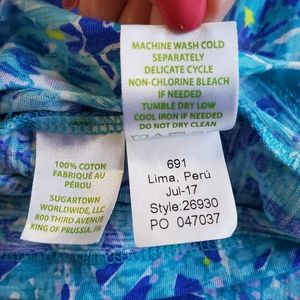 MACHINE WASH COLD
SEPARATELY
DELICATE CYCLE
NON-CHLORINE BLEACH
IF NEEDED
TUMBLE DRY LOW
COOL IRON IF NEEDED
DO NOT DRY CLEAN
100% COTON
FABRIQUÉ AU
PÉROU
SUGARTOWN
WORLDWIDE, LLC
800 THIRD AVENUE
KING OF PRUSSIA, PA
691
Lima, Perú
Jul-17
Style:26930
PO 047037